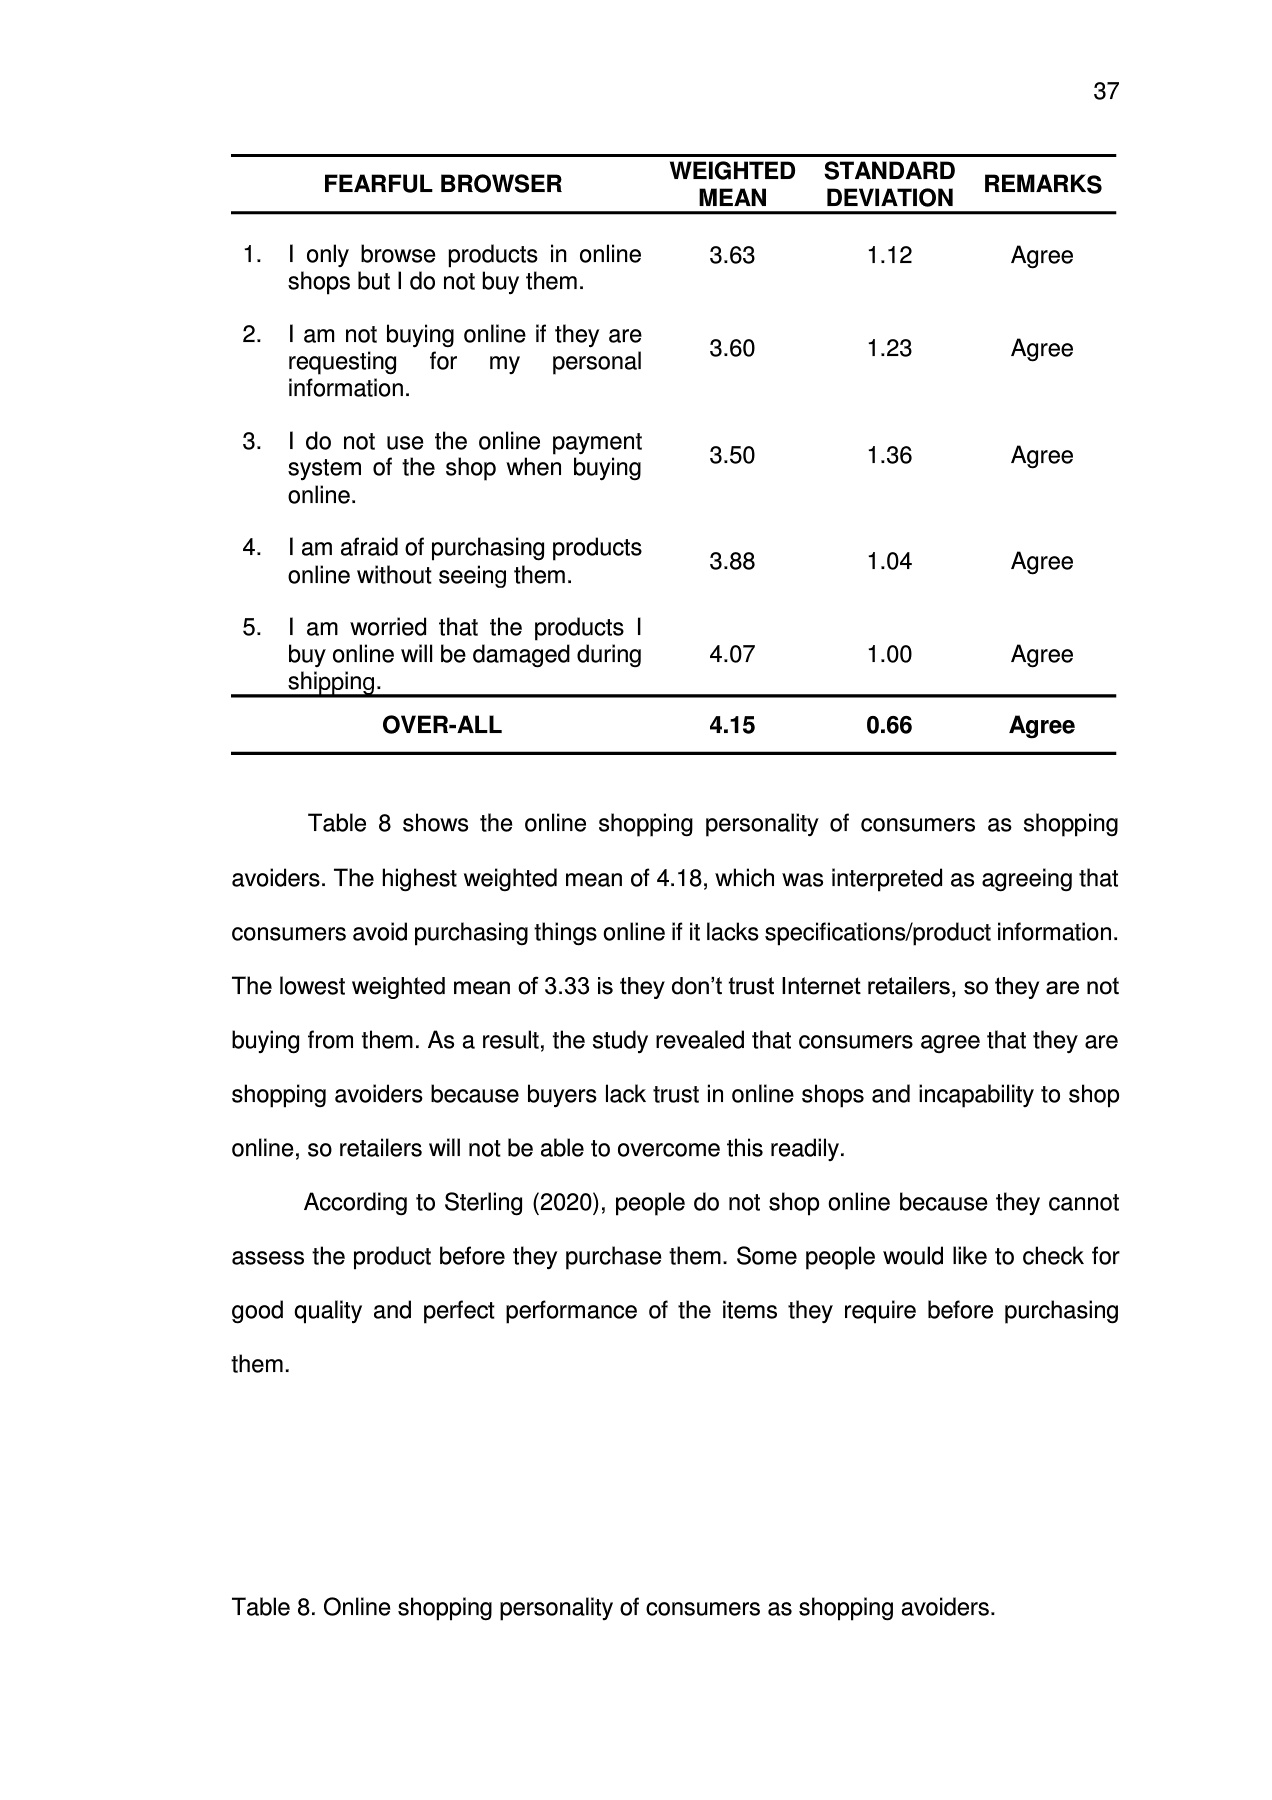 37
FEARFUL BROWSER WEIGHTED MEAN STANDARD DEVIATION REMARKS
1. I only browse products in online 3.63 1.12 Agree
shops but I do not buy them.
2. I am not buying online if they are
requesting for my personal 3.60 1.23 Agree
information.
3. I do not use the online payment
system of the shop when buying 3.50 1.36 Agree
online.
4. I am afraid of purchasing products
online without seeing them. 3.88 1.04 Agree
5. I am worried that the products I
buy online will be damaged during 4.07 1.00 Agree
shipping.
OVER-ALL 4.15 0.66 Agree
Table 8 shows the online shopping personality of consumers as shopping
avoiders. The highest weighted mean of 4.18, which was interpreted as agreeing that
consumers avoid purchasing things online if it lacks specifications/product information.
The lowest weighted mean of 3.33 is they don’t trust Internet retailers, so they are not
buying from them. As a result, the study revealed that consumers agree that they are
shopping avoiders because buyers lack trust in online shops and incapability to shop
online, so retailers will not be able to overcome this readily.
According to Sterling (2020), people do not shop online because they cannot
assess the product before they purchase them. Some people would like to check for
good quality and perfect performance of the items they require before purchasing
them.
Table 8. Online shopping personality of consumers as shopping avoiders.